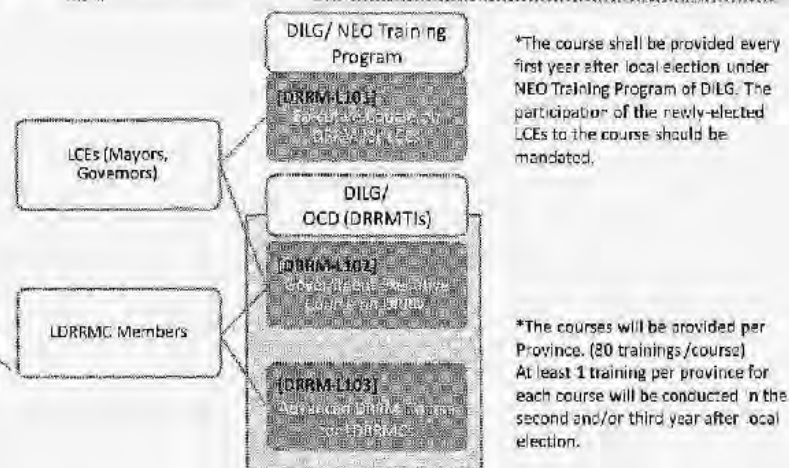 DILG/ NEO Training
Program
[DRRM-L101]
LCEs (Mayors,
Governors)
DILG/
OCD (DRRMTIs)
[DRRM-L102]
LDRRMC Members
[DRRM-L103]
Advanced DRRM Course
for LDRRMC
*The course shall be provided every
first year after local election under
NEO Training Program of DILG. The
participation of the newly-elected
LCEs to the course should be
mandated.
*The courses will be provided per
Province. (80 trainings/course)
At least 1 training per province for
each course will be conducted in the
second and/or third year after local
election.